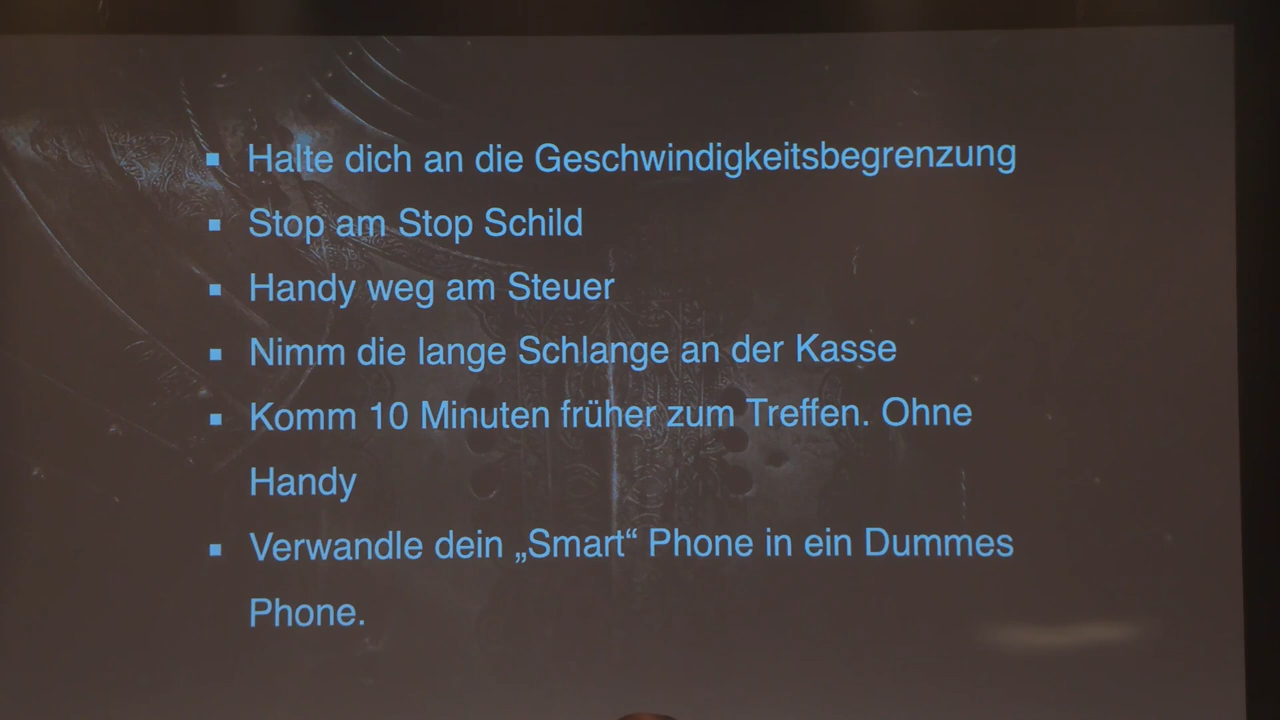 ▪ Halte dich an die Geschwindigkeitsbegrenzung
▪ Stop am Stop Schild
▪ Handy weg am Steuer
▪ Nimm die lange Schlange an der Kasse
▪ Komm 10 Minuten früher zum Treffen. Ohne
Handy
▪ Verwandle dein „Smart“ Phone in ein Dummes
Phone.